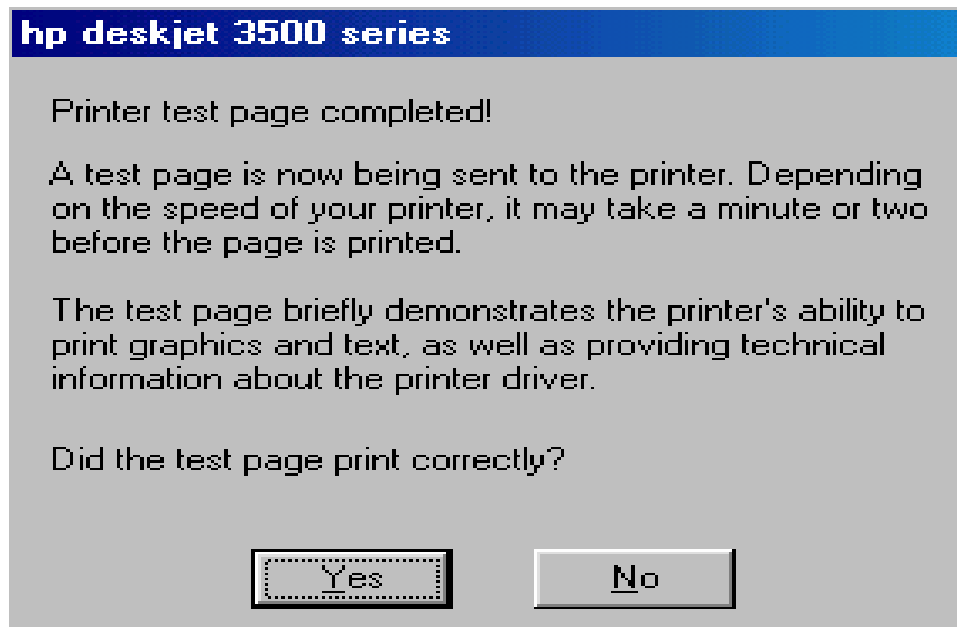 hp deskjet 3500 series
Printer test page completed!
A test page is now being sent to the printer. Depending
on the speed of your printer, it may take a minute or two
before the page is printed.
The test page briefly demonstrates the printer's ability to
print graphics and text, as well as providing technical
information about the printer driver.
Did the test page print correctly?
Yes
No